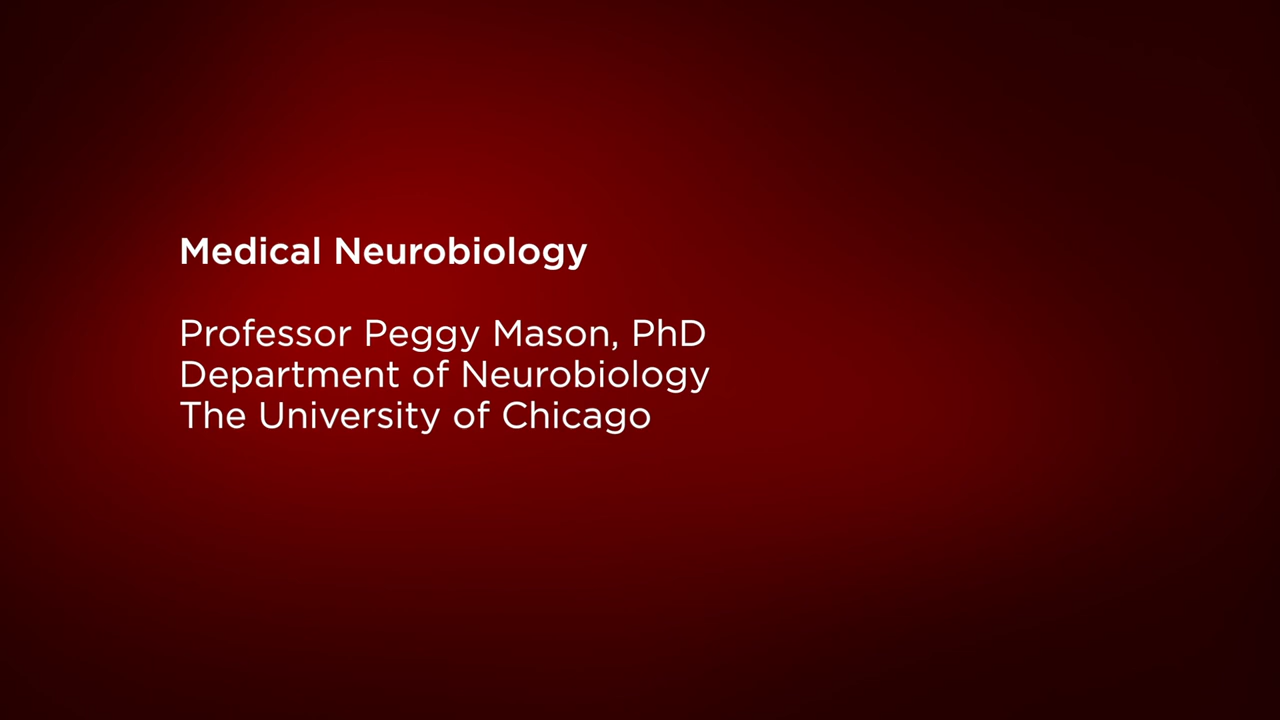 Medical Neurobiology
Professor Peggy Mason, PhD
Department of Neurobiology
The University of Chicago